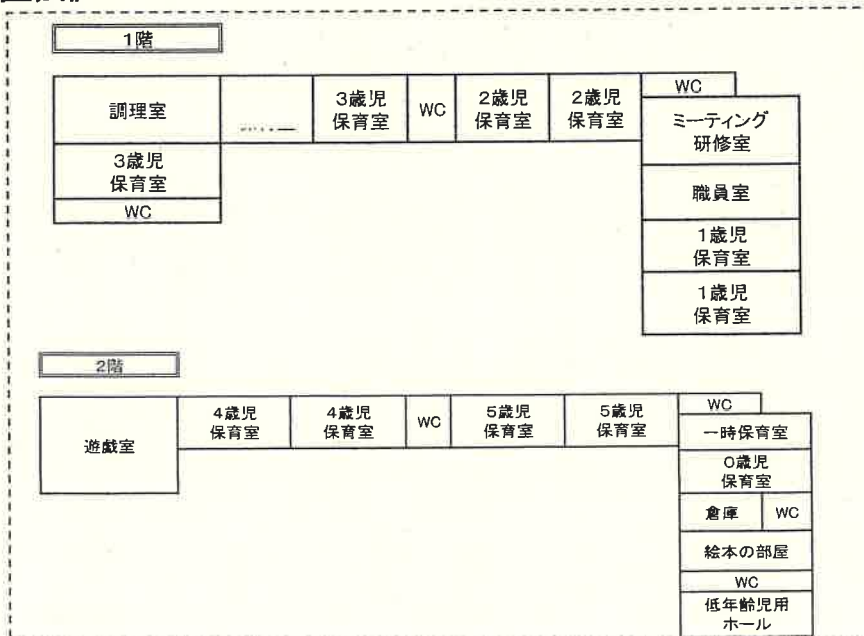 1階
調理室
3歳児
保育室
WC
2歳児
保育室
2歳児
保育室
WC
ミーティング
研修室
3歳児
保育室
WC
職員室
1歳児
保育室
1歳児
保育室
2階
遊戯室
4歳児
保育室
4歳児
保育室
WC
5歳児
保育室
5歳児
保育室
WC
一時保育室
0歳児
保育室
倉庫
WC
絵本の部屋
WC
低年齢児用
ホール